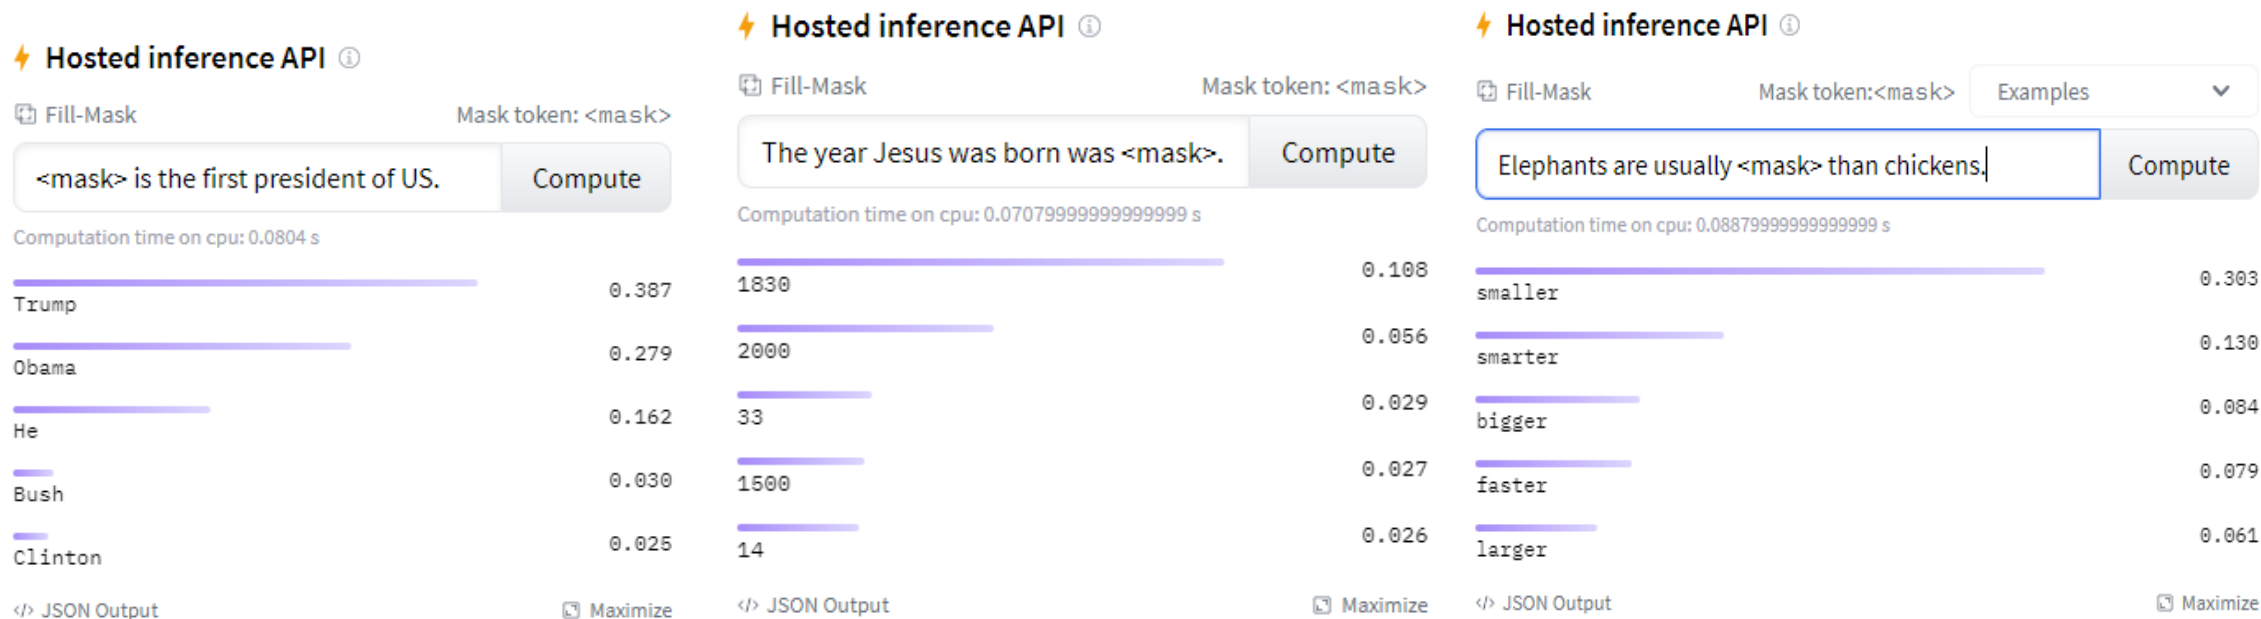 Hosted inference API
Fill-Mask
Mask token: <mask>
<mask> is the first president of US.
Compute
Computation time on cpu: 0.0804 s
Trump
0.387
Obama
0.279
He
0.162
Bush
0.030
Clinton
0.025
</> JSON Output
Maximize
Hosted inference API
Fill-Mask
Mask token: <mask>
The year Jesus was born was <mask>.
Compute
Computation time on cpu: 0.07079999999999999 s
1830
0.108
2000
0.056
33
0.029
1500
0.027
14
0.026
</> JSON Output
Maximize
Hosted inference API
Fill-Mask
Mask token:<mask>
Examples
Elephants are usually <mask> than chickens.
Compute
Computation time on cpu: 0.08879999999999999 s
smaller
0.303
smarter
0.130
bigger
0.084
faster
0.079
larger
0.061
</> JSON Output
Maximize